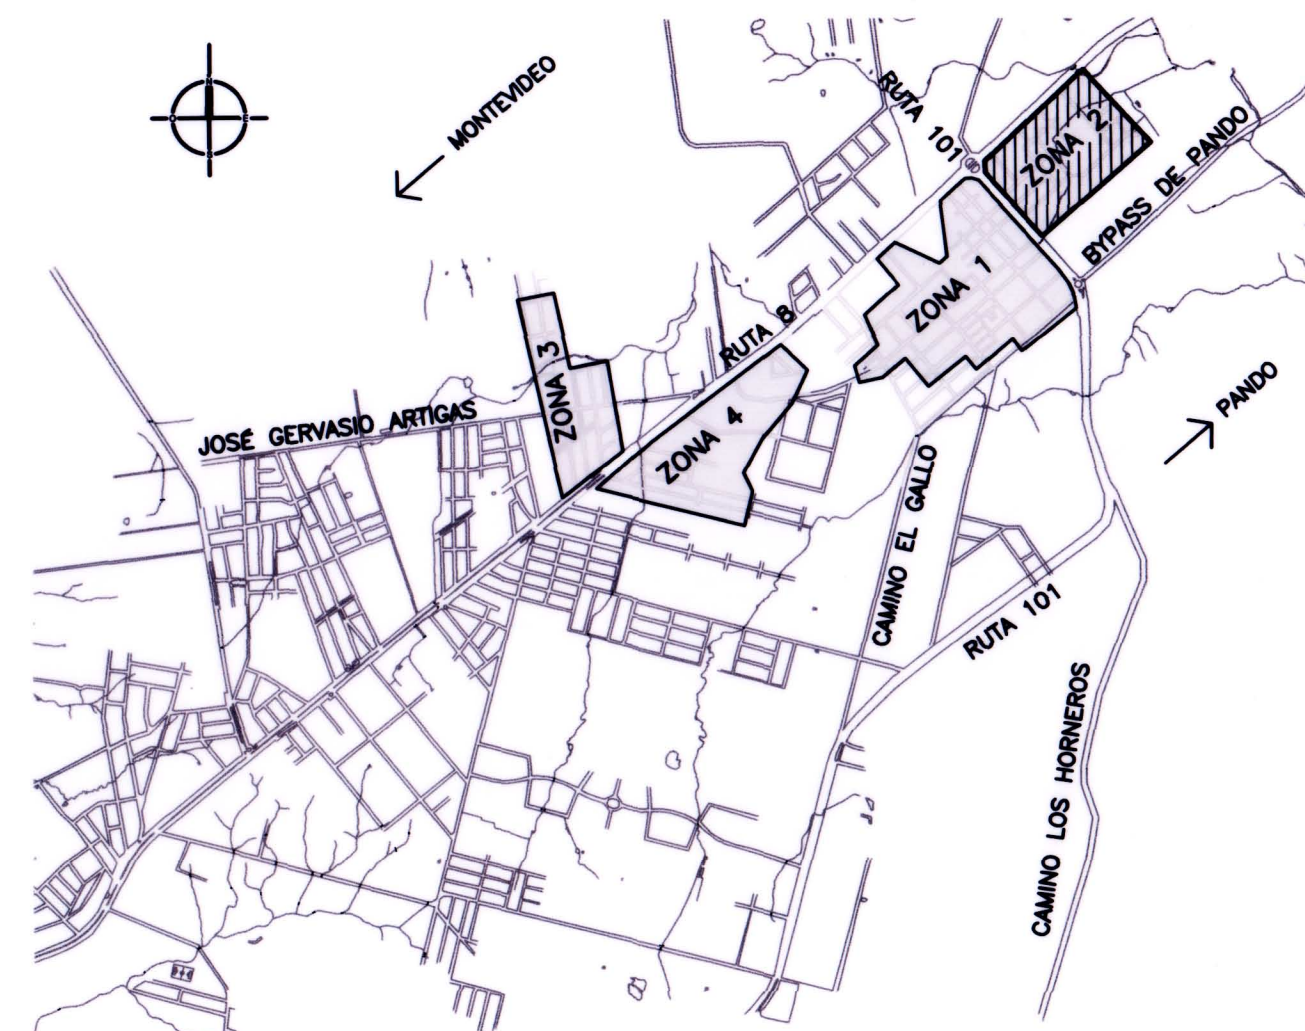 N
O E
S
MONTEVIDEO
RUTA 101
ZONA 2
BYPASS DE PANDO
ZONA 1
RUTA 8
ZONA 3
ZONA 4
JOSÉ GERVASIO ARTIGAS
PANDO
CAMINO EL GALLO
RUTA 101
CAMINO LOS HORNEROS